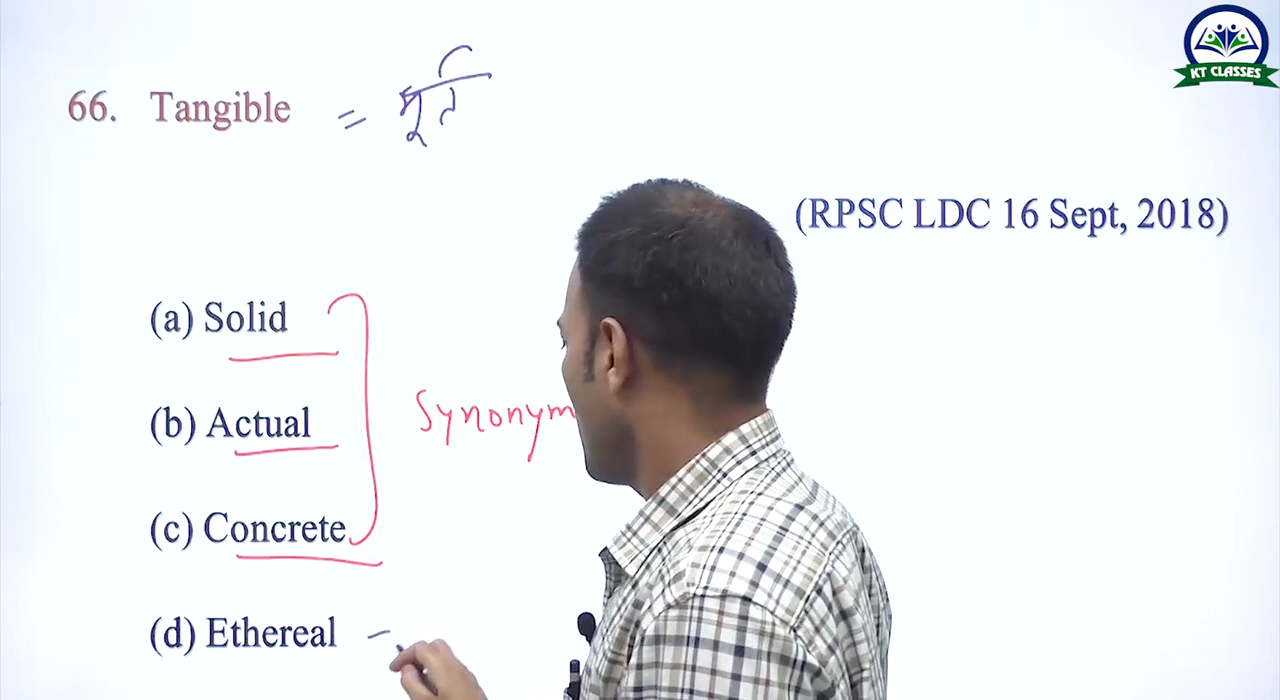 KT CLASSES
66. Tangible = मूर्त
(RPSC LDC 16 Sept, 2018)
(a) Solid
(b) Actual
Synonym
(c) Concrete
(d) Ethereal